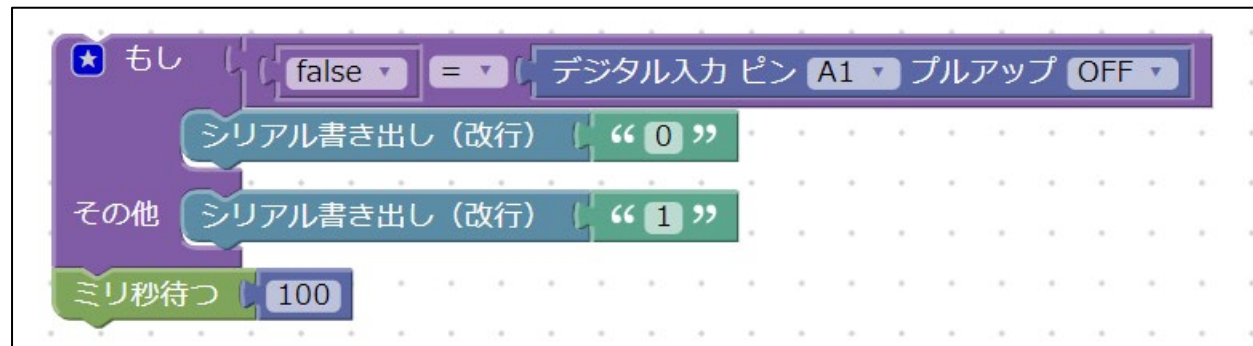 もし false = デジタル入力 ピン A1 プルアップ OFF
シリアル書き出し（改行） “ 0 ”
その他 シリアル書き出し（改行） “ 1 ”
ミリ秒待つ 100